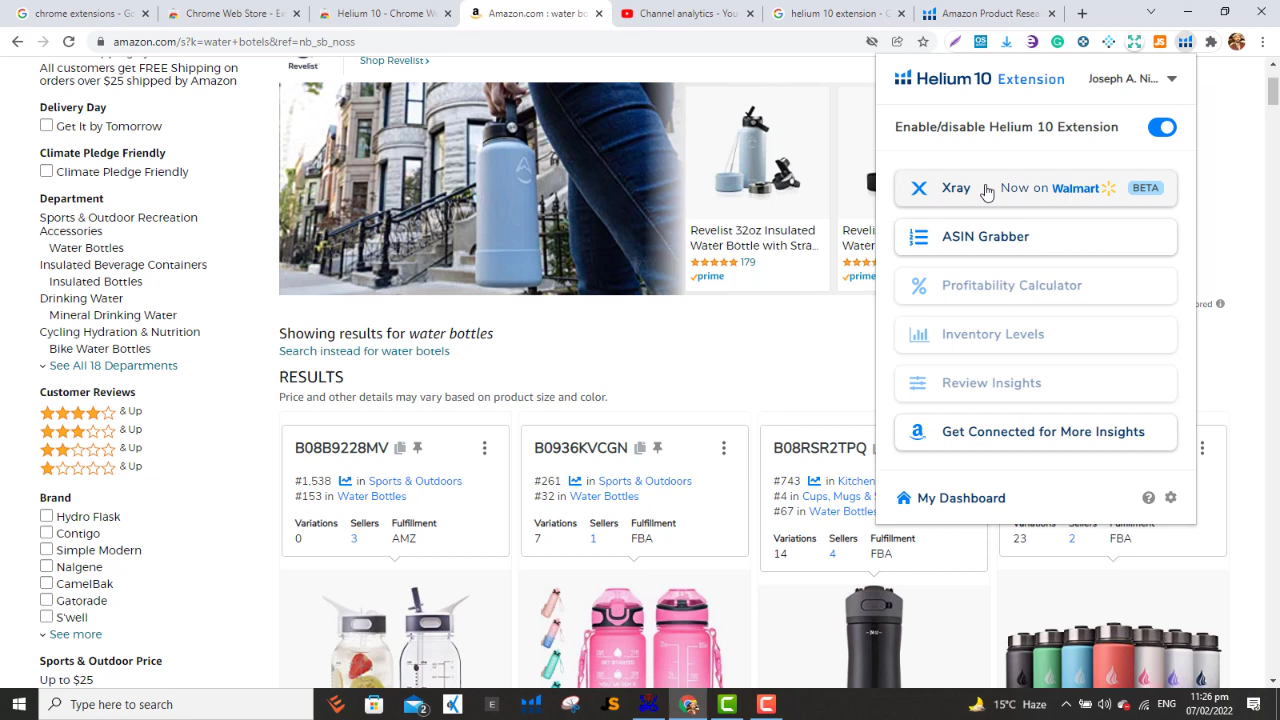 chrome extensions - Go
Chrome Web Store - Ex
Helium 10 - Chrome We
Amazon.com : water bo
Channel analytics - You
helium 10 extension - G
Amazon Product Resea
amazon.com/s?k=water+botels&ref=nb_sb_noss
All customers get FREE Shipping on
orders over $25 shipped by Amazon
Delivery Day
Get It by Tomorrow
Climate Pledge Friendly
Climate Pledge Friendly
Department
Sports & Outdoor Recreation
Accessories
Water Bottles
Insulated Beverage Containers
Insulated Bottles
Drinking Water
Mineral Drinking Water
Cycling Hydration & Nutrition
Bike Water Bottles
See All 18 Departments
Customer Reviews
& Up
& Up
& Up
& Up
Brand
Hydro Flask
Contigo
Simple Modern
Nalgene
CamelBak
Gatorade
S'well
See more
Sports & Outdoor Price
Up to $25
Revelist
Shop Revelist ›
Revelist 32oz Insulated
Water Bottle with Stra...
179
prime
Revel
Water
prime
ored
Showing results for water bottles
Search instead for water botels
RESULTS
Price and other details may vary based on product size and color.
B08B9228MV
#1,538 in Sports & Outdoors
#153 in Water Bottles
Variations Sellers Fulfillment
0 3 AMZ
B0936KVCGN
#261 in Sports & Outdoors
#32 in Water Bottles
Variations Sellers Fulfillment
7 1 FBA
B08RSR2TPQ
#743 in Kitchen
#4 in Cups, Mugs &
#67 in Water Bottles
Variations Sellers Fulfillment
14 4 FBA
Variations Sellers Fulfillment
23 2 FBA
Helium 10 Extension
Joseph A. Ni...
Enable/disable Helium 10 Extension
Xray Now on Walmart BETA
ASIN Grabber
Profitability Calculator
Inventory Levels
Review Insights
Get Connected for More Insights
My Dashboard
Type here to search
15°C Haze
ENG
11:26 pm
07/02/2022